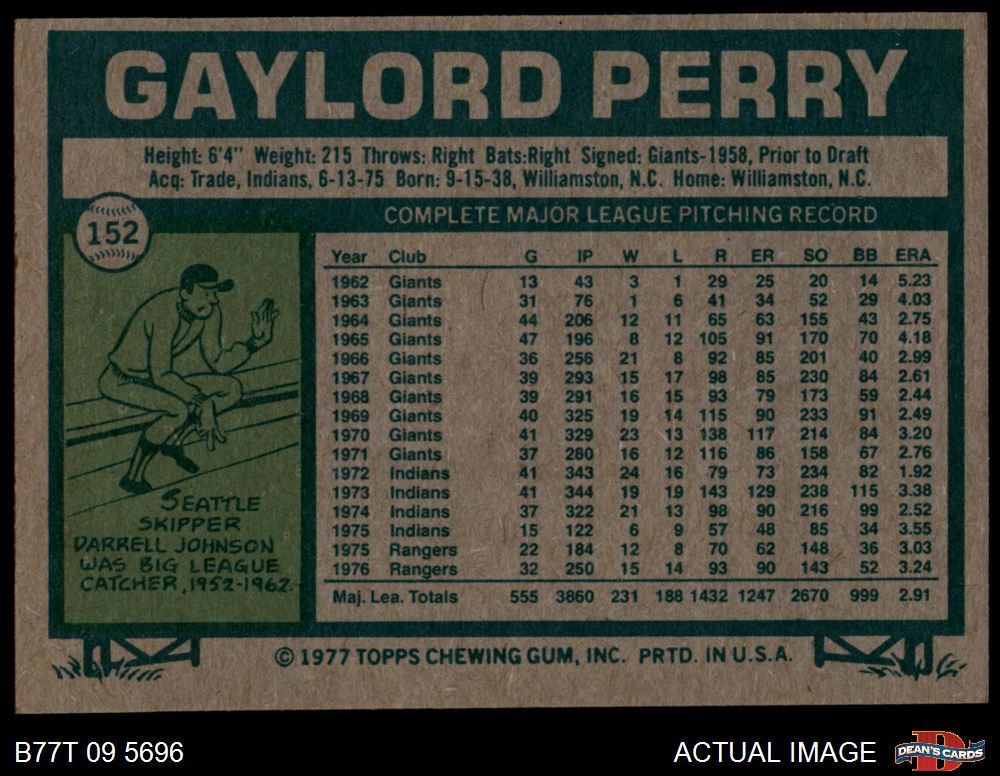 GAYLORD PERRY
Height: 6'4" Weight: 215 Throws: Right Bats:Right Signed: Giants-1958, Prior to Draft
Acq: Trade, Indians, 6-13-75 Born: 9-15-38, Williamston, N.C. Home: Williamston, N.C.
152
COMPLETE MAJOR LEAGUE PITCHING RECORD
Year Club G IP W L R ER SO BB ERA
1962 Giants 13 43 3 1 29 25 20 14 5.23
1963 Giants 31 76 1 6 41 34 52 29 4.03
1964 Giants 44 206 12 11 65 63 155 43 2.75
1965 Giants 47 196 8 12 105 91 170 70 4.18
1966 Giants 36 256 21 8 92 85 201 40 2.99
1967 Giants 39 293 15 17 98 85 230 84 2.61
1968 Giants 39 291 16 15 93 79 173 59 2.44
1969 Giants 40 325 19 14 115 90 233 91 2.49
1970 Giants 41 329 23 13 138 117 214 84 3.20
1971 Giants 37 280 16 12 116 86 158 67 2.76
1972 Indians 41 343 24 16 79 73 234 82 1.92
1973 Indians 41 344 19 19 143 129 238 115 3.38
1974 Indians 37 322 21 13 98 90 216 99 2.52
1975 Indians 15 122 6 9 57 48 85 34 3.55
1975 Rangers 22 184 12 8 70 62 148 36 3.03
1976 Rangers 32 250 15 14 93 90 143 52 3.24
Maj. Lea. Totals 555 3860 231 188 1432 1247 2670 999 2.91
SEATTLE
SKIPPER
DARRELL JOHNSON
WAS BIG LEAGUE
CATCHER, 1952-1962.
© 1977 TOPPS CHEWING GUM, INC. PRTD. IN U.S.A.
B77T 09 5696
ACTUAL IMAGE
DEAN'S CARDS